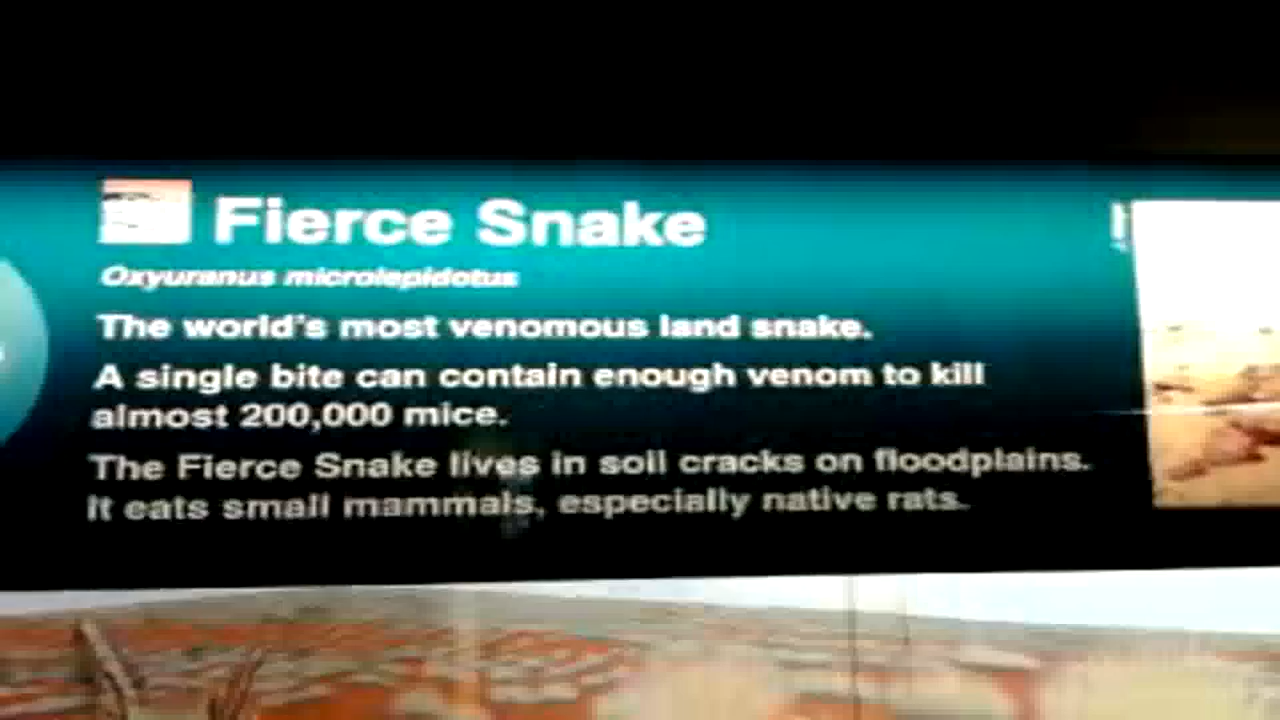 Fierce Snake
Oxyuranus microlepidotus
The world's most venomous land snake.
A single bite can contain enough venom to kill
almost 200,000 mice.
The Fierce Snake lives in soil cracks on floodplains.
It eats small mammals, especially native rats.